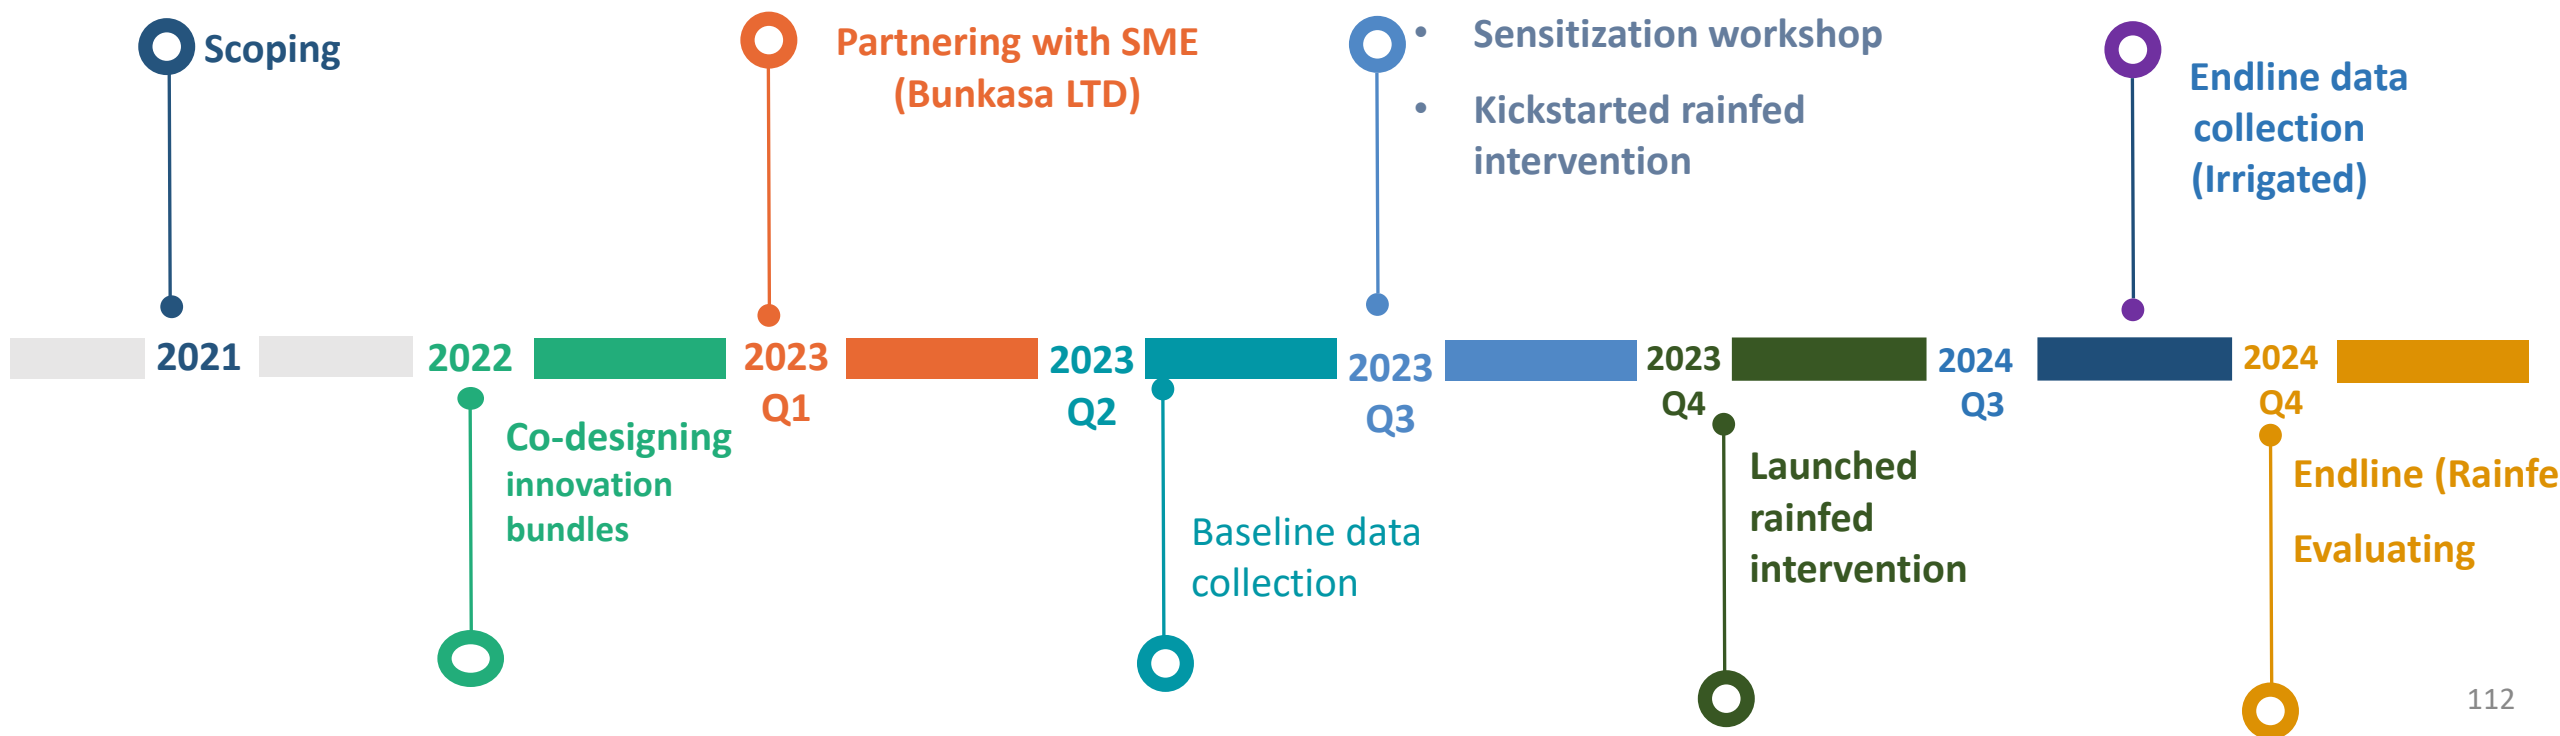 Scoping
Partnering with SME
(Bunkasa LTD)
• Sensitization workshop
• Kickstarted rainfed
intervention
Endline data
collection
(Irrigated)
2021
2022
2023
Q1
2023
Q2
2023
Q3
2023
Q4
2024
Q3
2024
Q4
Co-designing
innovation
bundles
Baseline data
collection
Launched
rainfed
intervention
Endline (Rainfe
Evaluating
112